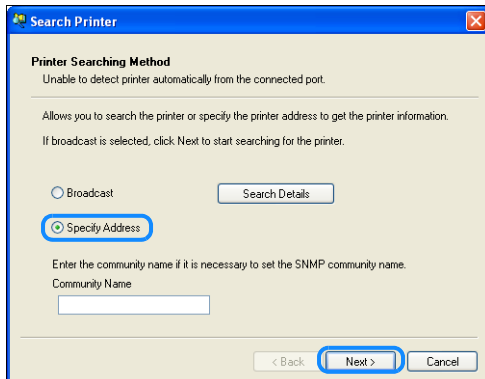 Search Printer
Printer Searching Method
Unable to detect printer automatically from the connected port.
Allows you to search the printer or specify the printer address to get the printer information.
If broadcast is selected, click Next to start searching for the printer.
Broadcast
Search Details
Specify Address
Enter the community name if it is necessary to set the SNMP community name.
Community Name
< Back
Next >
Cancel